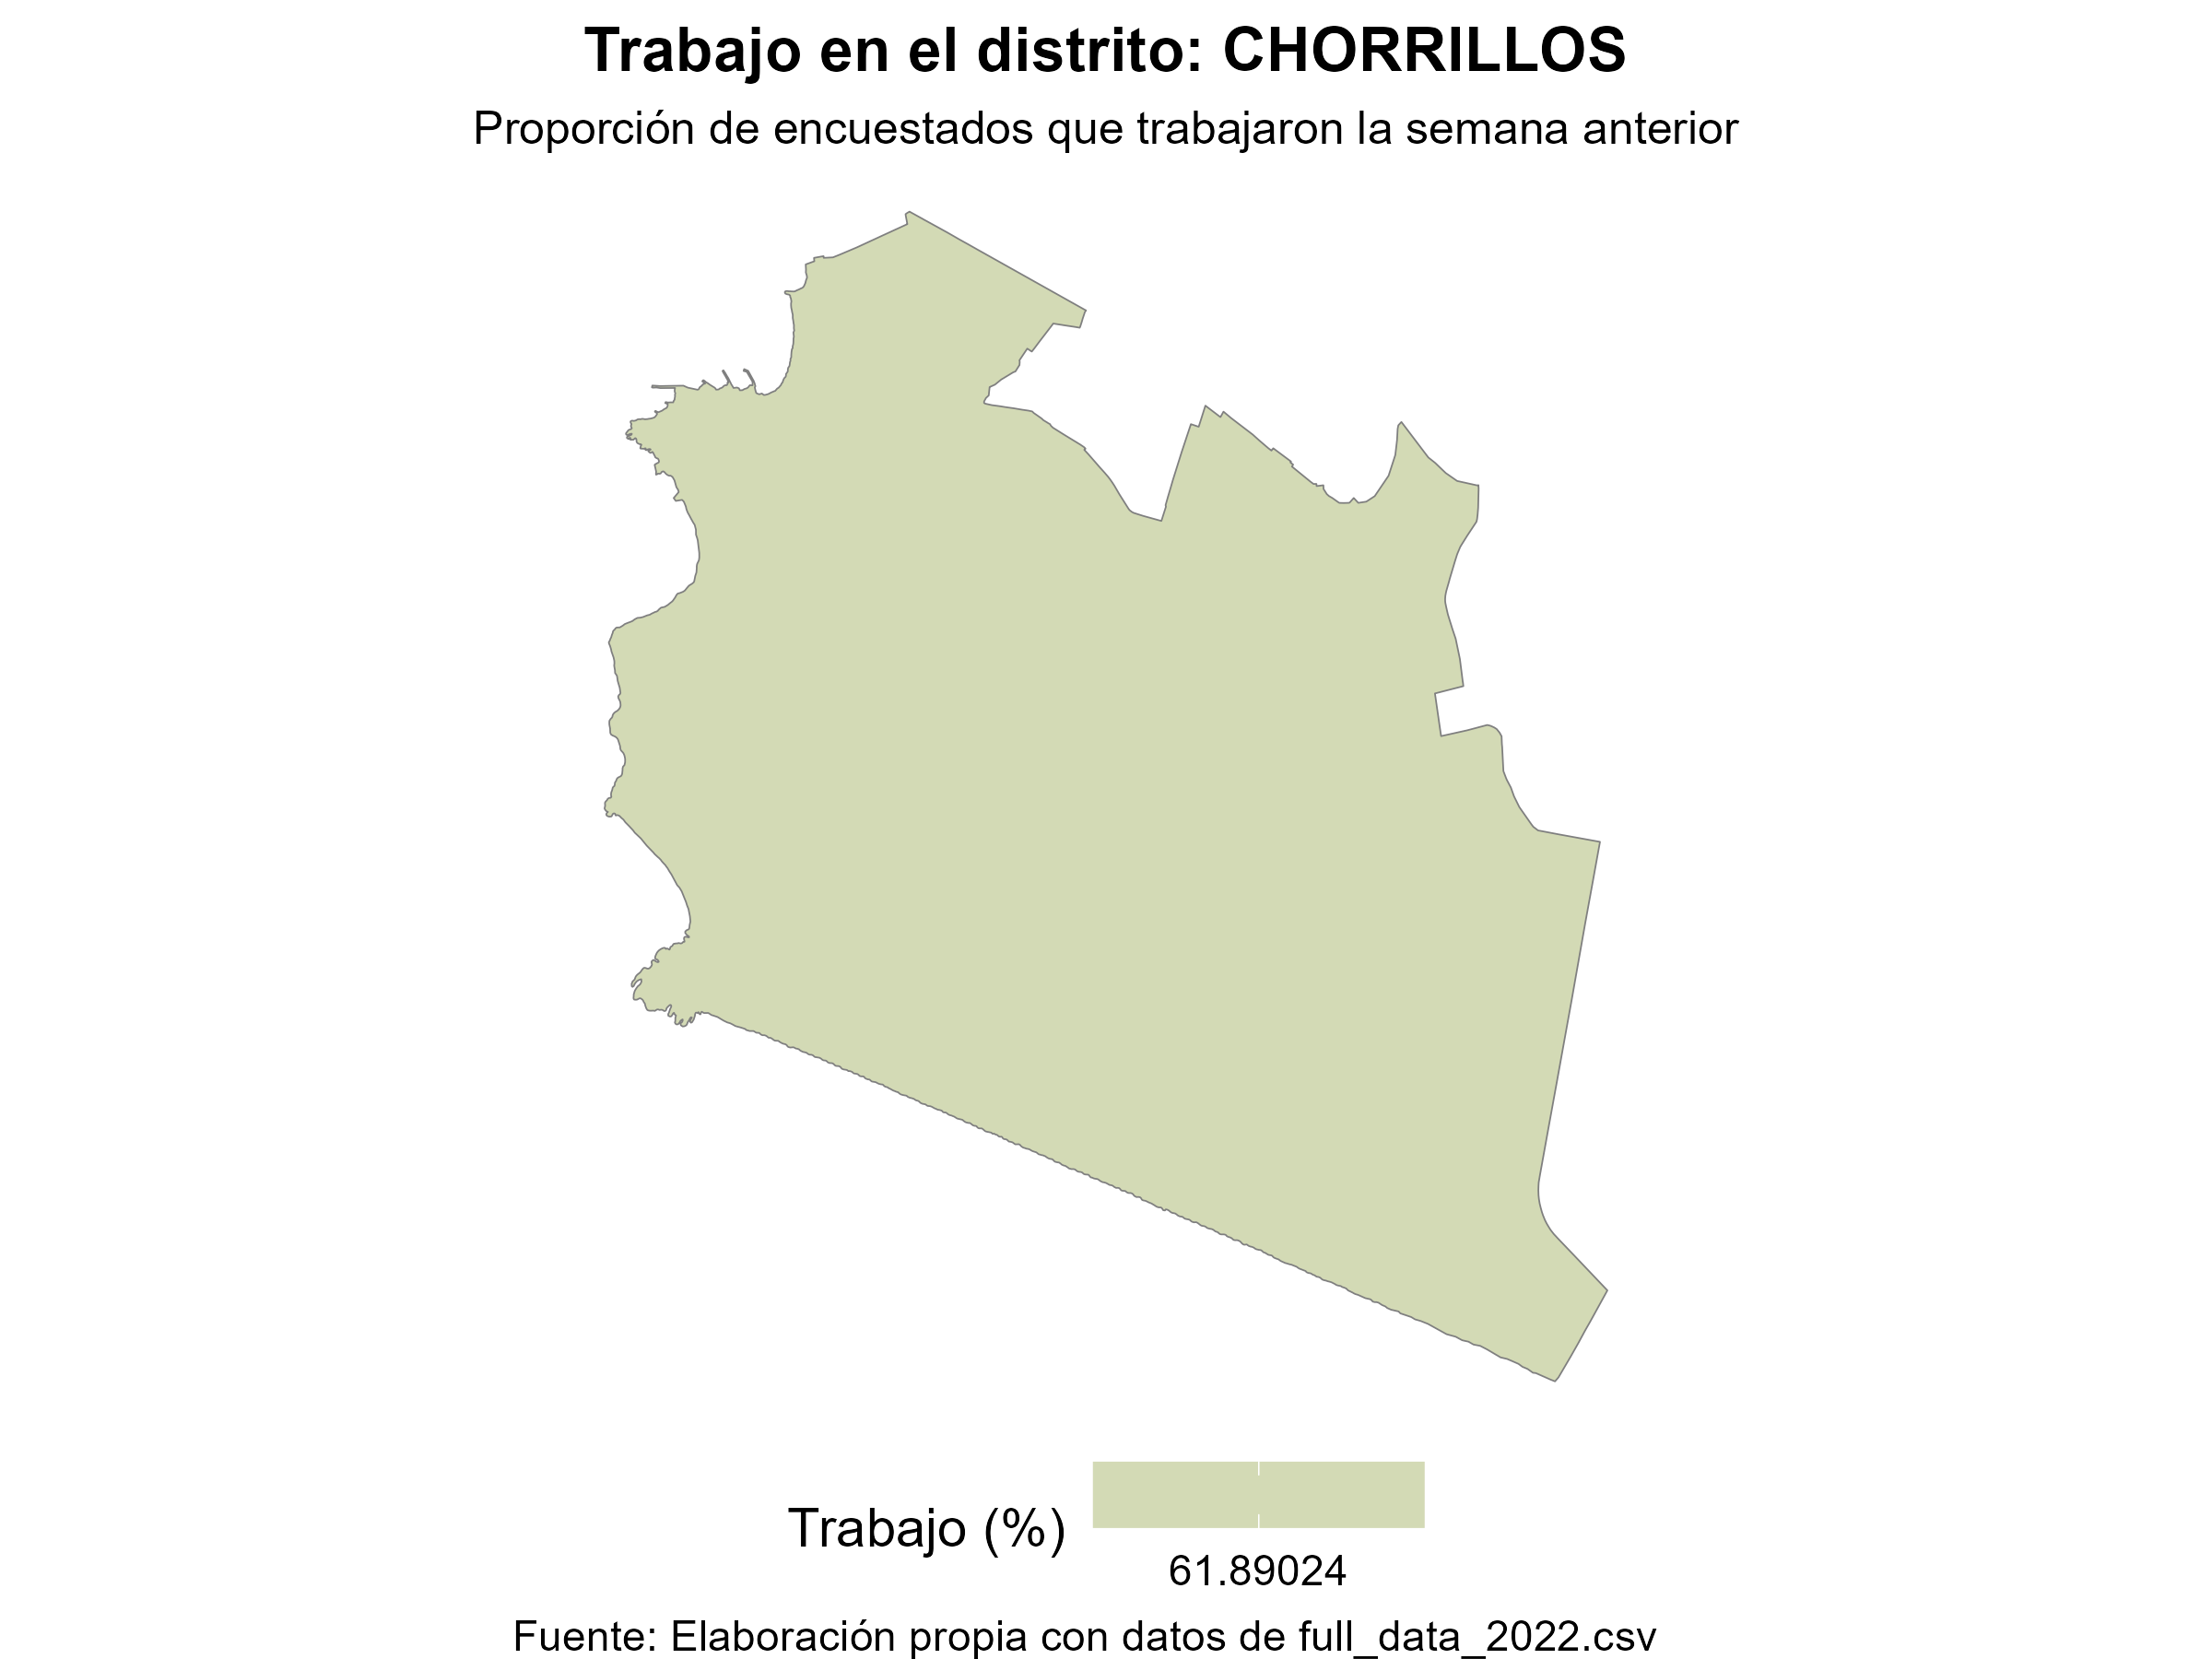 Trabajo en el distrito: CHORRILLOS
Proporción de encuestados que trabajaron la semana anterior
Trabajo (%)
61.89024
Fuente: Elaboración propia con datos de full_data_2022.csv